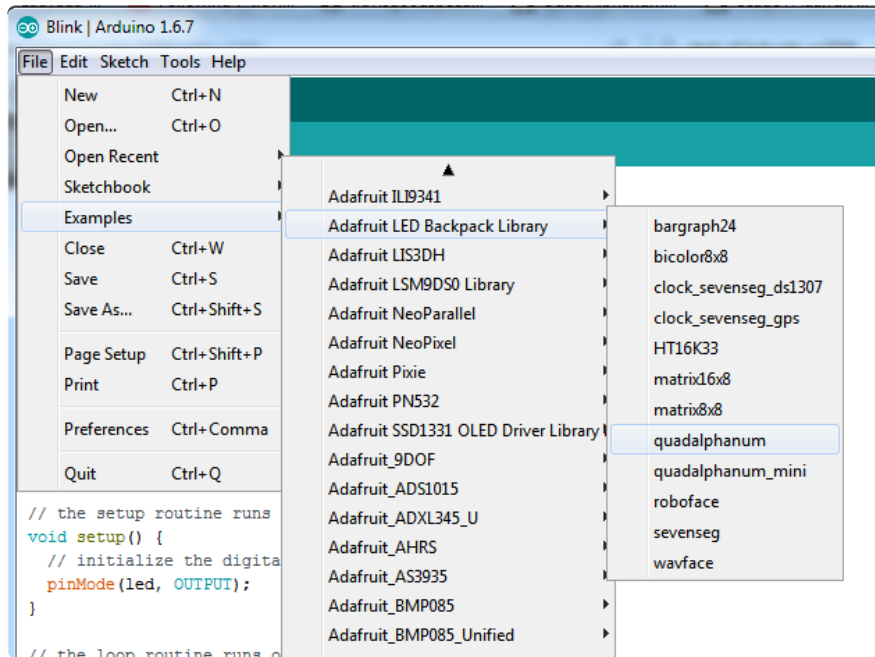 Blink | Arduino 1.6.7
File Edit Sketch Tools Help
New Ctrl+N
Open... Ctrl+O
Open Recent
Sketchbook
Examples
Close Ctrl+W
Save Ctrl+S
Save As... Ctrl+Shift+S
Page Setup Ctrl+Shift+P
Print Ctrl+P
Preferences Ctrl+Comma
Quit Ctrl+Q
Adafruit ILI9341
Adafruit LED Backpack Library
Adafruit LIS3DH
Adafruit LSM9DS0 Library
Adafruit NeoParallel
Adafruit NeoPixel
Adafruit Pixie
Adafruit PN532
Adafruit SSD1331 OLED Driver Library
Adafruit_9DOF
Adafruit_ADS1015
Adafruit_ADXL345_U
Adafruit_AHRS
Adafruit_AS3935
Adafruit_BMP085
Adafruit_BMP085_Unified
bargraph24
bicolor8x8
clock_sevenseg_ds1307
clock_sevenseg_gps
HT16K33
matrix16x8
matrix8x8
quadalphanum
quadalphanum_mini
roboface
sevenseg
wavface
// the setup routine runs
void setup() {
// initialize the digita
pinMode(led, OUTPUT);
}
// the loop routine runs o